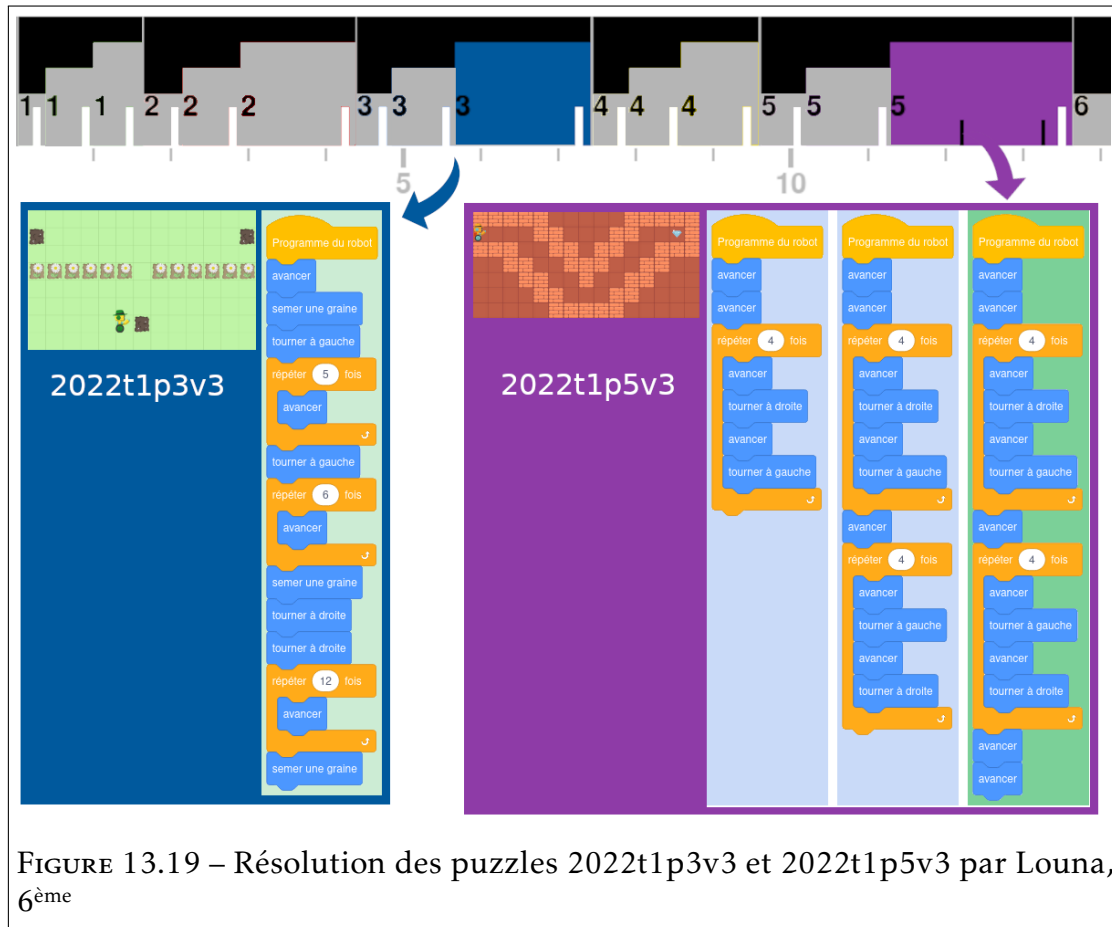 1 1 1 2 2 2 3 3 3 4 4 4 5 5 5 6
5 10
2022t1p3v3
Programme du robot
avancer
semer une graine
tourner à gauche
répéter 5 fois
avancer
tourner à gauche
répéter 6 fois
avancer
semer une graine
tourner à droite
tourner à droite
répéter 12 fois
avancer
semer une graine
2022t1p5v3
Programme du robot
avancer
avancer
répéter 4 fois
avancer
tourner à droite
avancer
tourner à gauche
Programme du robot
avancer
avancer
répéter 4 fois
avancer
tourner à droite
avancer
tourner à gauche
avancer
répéter 4 fois
avancer
tourner à gauche
avancer
tourner à droite
Programme du robot
avancer
avancer
répéter 4 fois
avancer
tourner à droite
avancer
tourner à gauche
avancer
répéter 4 fois
avancer
tourner à gauche
avancer
tourner à droite
avancer
avancer
FIGURE 13.19 – Résolution des puzzles 2022t1p3v3 et 2022t1p5v3 par Louna,
6ème